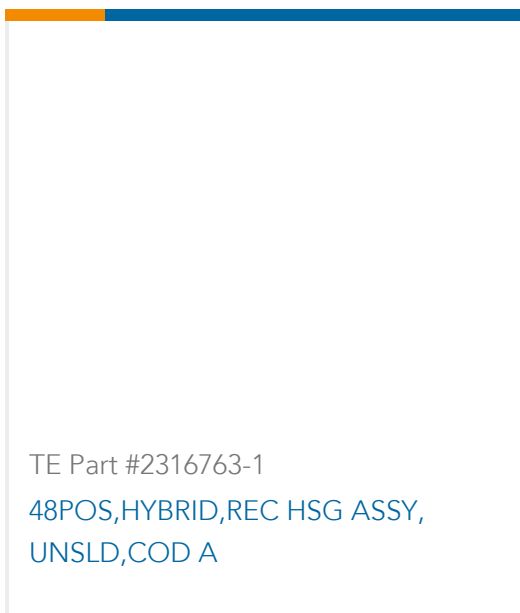 TE Part #2316763-1
48POS,HYBRID,REC HSG ASSY,
UNSLD,COD A